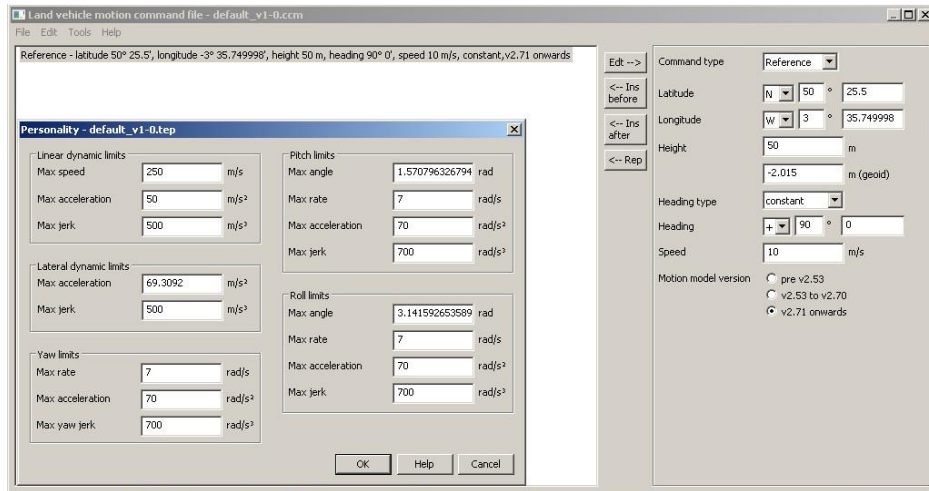 Land vehicle motion command file - default_v1-0.ccm
File Edit Tools Help
Reference - latitude 50° 25.5', longitude -3° 35.749998', height 50 m, heading 90° 0', speed 10 m/s, constant,v2.71 onwards
Personality - default_v1-0.tep
Linear dynamic limits
Max speed 250 m/s
Max acceleration 50 m/s²
Max jerk 500 m/s³
Lateral dynamic limits
Max acceleration 69.3092 m/s²
Max jerk 500 m/s³
Yaw limits
Max rate 7 rad/s
Max acceleration 70 rad/s²
Max yaw jerk 700 rad/s³
Pitch limits
Max angle 1.570796326794 rad
Max rate 7 rad/s
Max acceleration 70 rad/s²
Max jerk 700 rad/s³
Roll limits
Max angle 3.141592653589 rad
Max rate 7 rad/s
Max acceleration 70 rad/s²
Max jerk 700 rad/s³
OK Help Cancel
Edt -->
<-- Ins
before
<-- Ins
after
<-- Rep
Command type Reference
Latitude N 50 ° 25.5
Longitude W 3 ° 35.749998
Height 50 m
-2.015 m (geoid)
Heading type constant
Heading + 90 ° 0
Speed 10 m/s
Motion model version pre v2.53
v2.53 to v2.70
v2.71 onwards